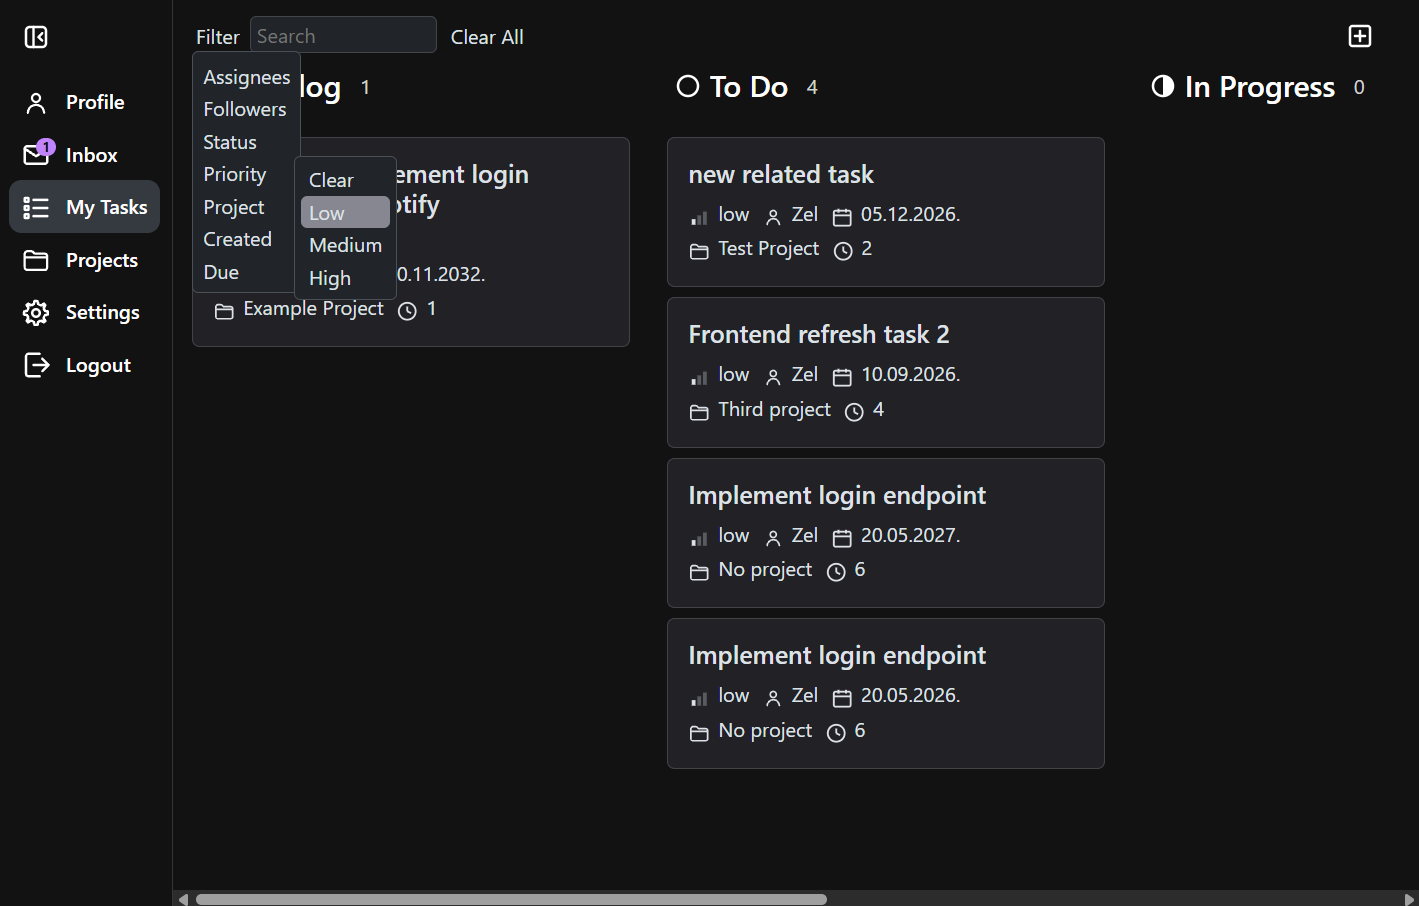 Profile
1
Inbox
My Tasks
Projects
Settings
Logout
Filter
Search
Clear All
Assignees
Followers
Status
Priority
Project
Created
Due
Clear
Low
Medium
High
log 1
ement login
otify
0.11.2032.
Example Project 1
To Do 4
new related task
low Zel 05.12.2026.
Test Project 2
Frontend refresh task 2
low Zel 10.09.2026.
Third project 4
Implement login endpoint
low Zel 20.05.2027.
No project 6
Implement login endpoint
low Zel 20.05.2026.
No project 6
In Progress 0